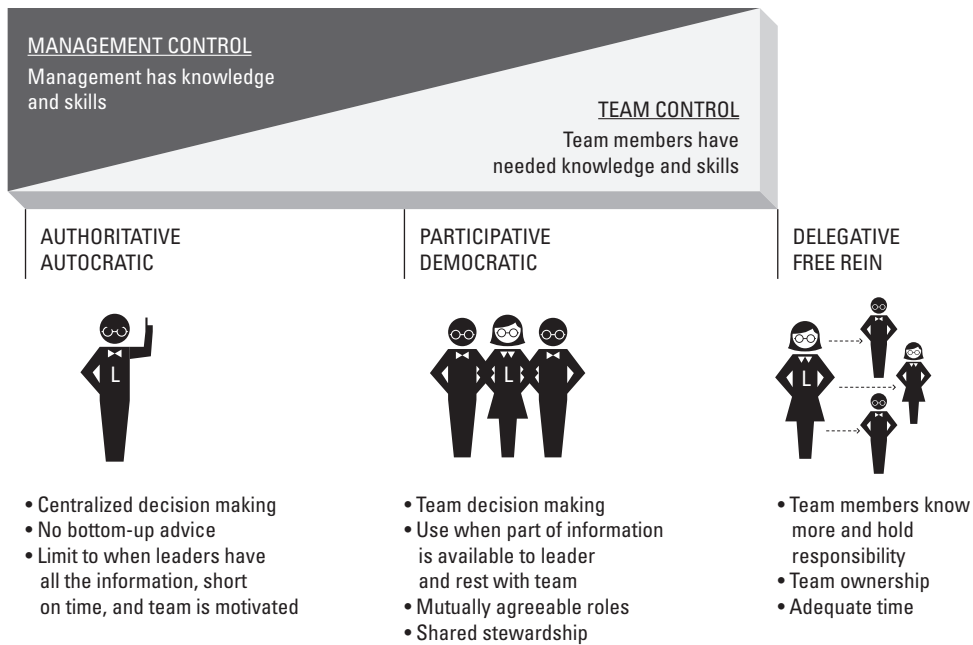 MANAGEMENT CONTROL
Management has knowledge
and skills
TEAM CONTROL
Team members have
needed knowledge and skills
AUTHORITATIVE
AUTOCRATIC
PARTICIPATIVE
DEMOCRATIC
DELEGATIVE
FREE REIN
L
L
L
• Centralized decision making
• No bottom-up advice
• Limit to when leaders have
all the information, short
on time, and team is motivated
• Team decision making
• Use when part of information
is available to leader
and rest with team
• Mutually agreeable roles
• Shared stewardship
• Team members know
more and hold
responsibility
• Team ownership
• Adequate time